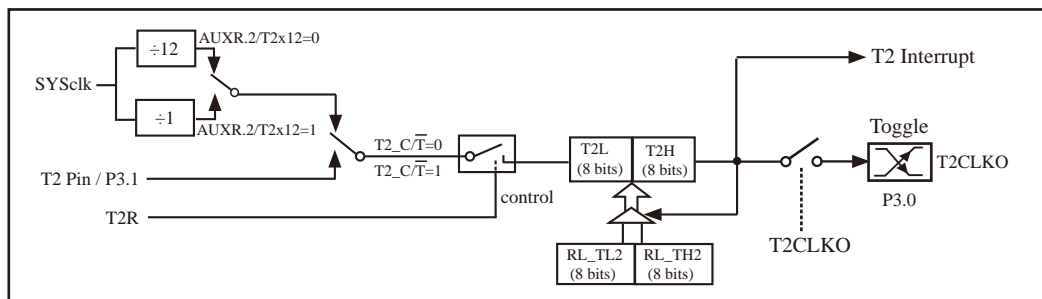 ÷12
AUXR.2/T2x12=0
SYSclk
÷1
AUXR.2/T2x12=1
T2 Pin / P3.1
T2_C/T̅=0
T2_C/T̅=1
T2R
control
T2L
(8 bits)
T2H
(8 bits)
RL_TL2
(8 bits)
RL_TH2
(8 bits)
T2 Interrupt
Toggle
T2CLKO
P3.0
T2CLKO